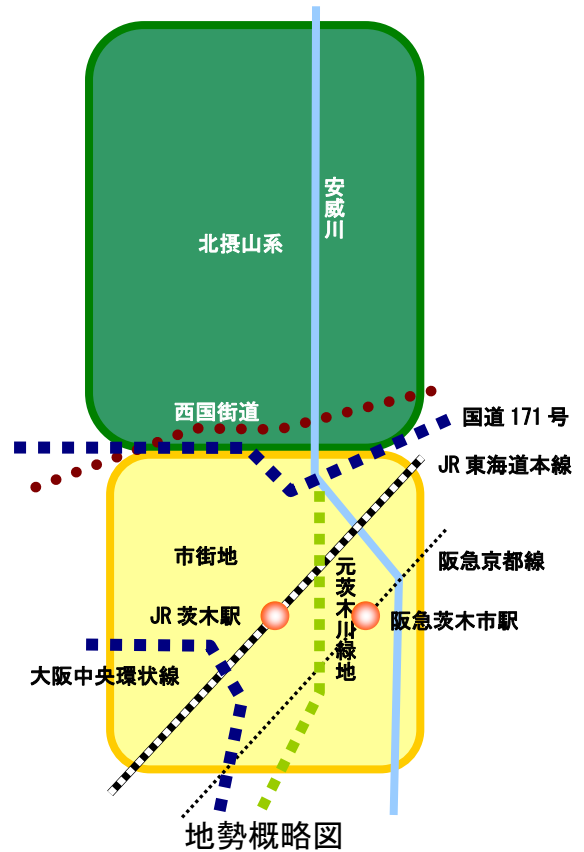 安威川
北摂山系
西国街道
国道 171 号
JR 東海道本線
市街地
阪急京都線
元茨木川緑地
JR 茨木駅
阪急茨木市駅
大阪中央環状線
地勢概略図